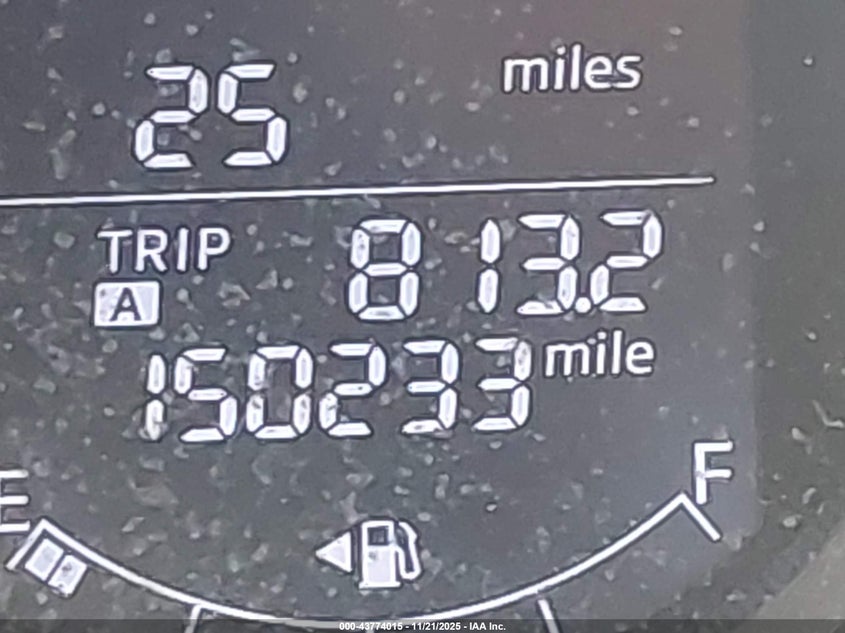 25 miles
TRIP 813.2
A
150233 mile
E F
000-43774015 - 11/21/2025 - IAA Inc.